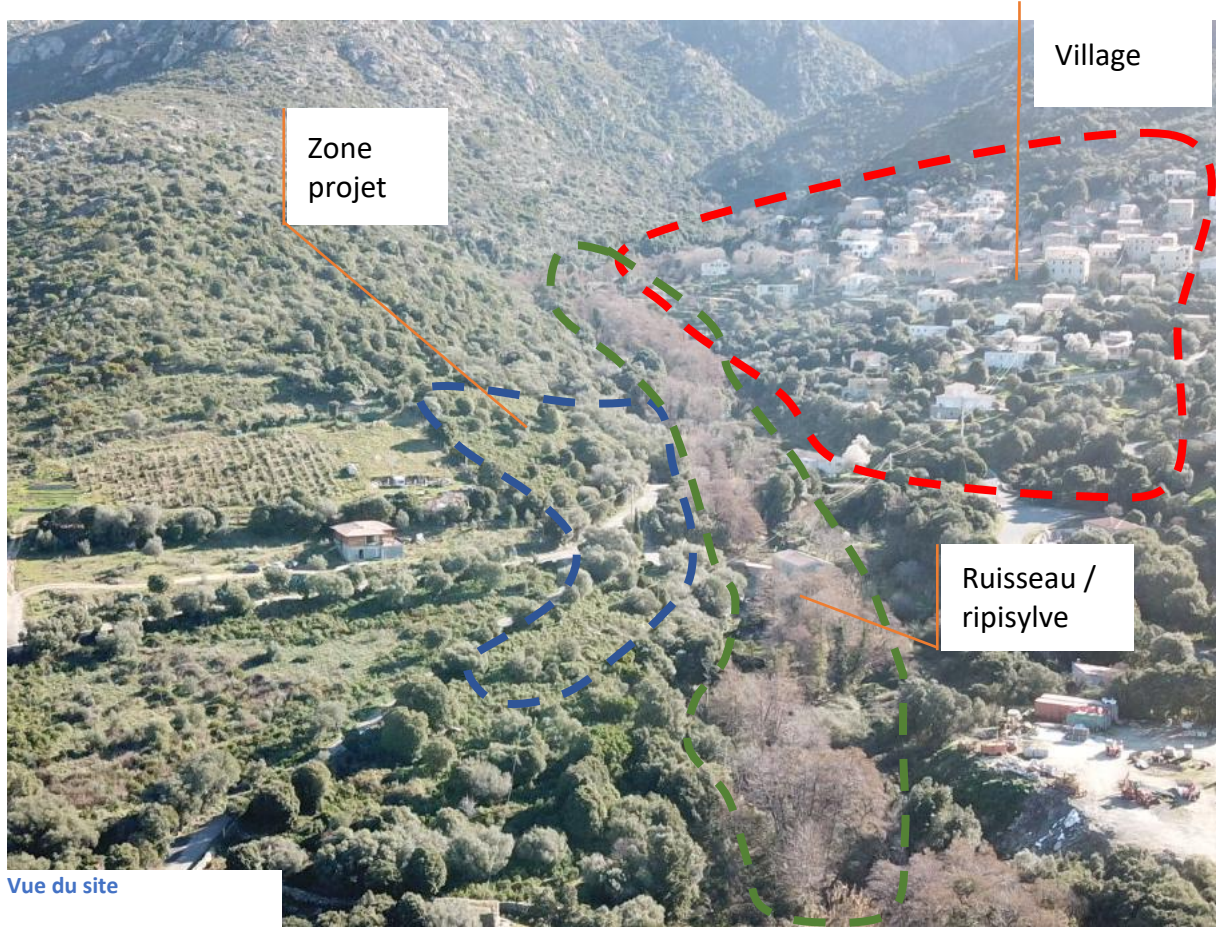 Village
Zone
projet
Ruisseau /
ripisylve
Vue du site